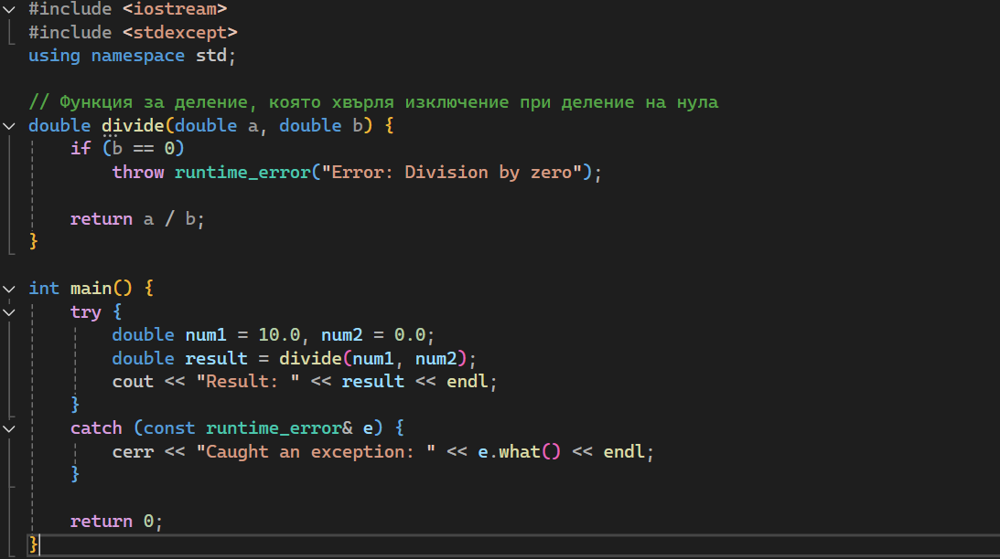 #include <iostream>
#include <stdexcept>
using namespace std;
// Функция за деление, която хвърля изключение при деление на нула
double divide(double a, double b) {
if (b == 0)
throw runtime_error("Error: Division by zero");
return a / b;
}
int main() {
try {
double num1 = 10.0, num2 = 0.0;
double result = divide(num1, num2);
cout << "Result: " << result << endl;
}
catch (const runtime_error& e) {
cerr << "Caught an exception: " << e.what() << endl;
}
return 0;
}